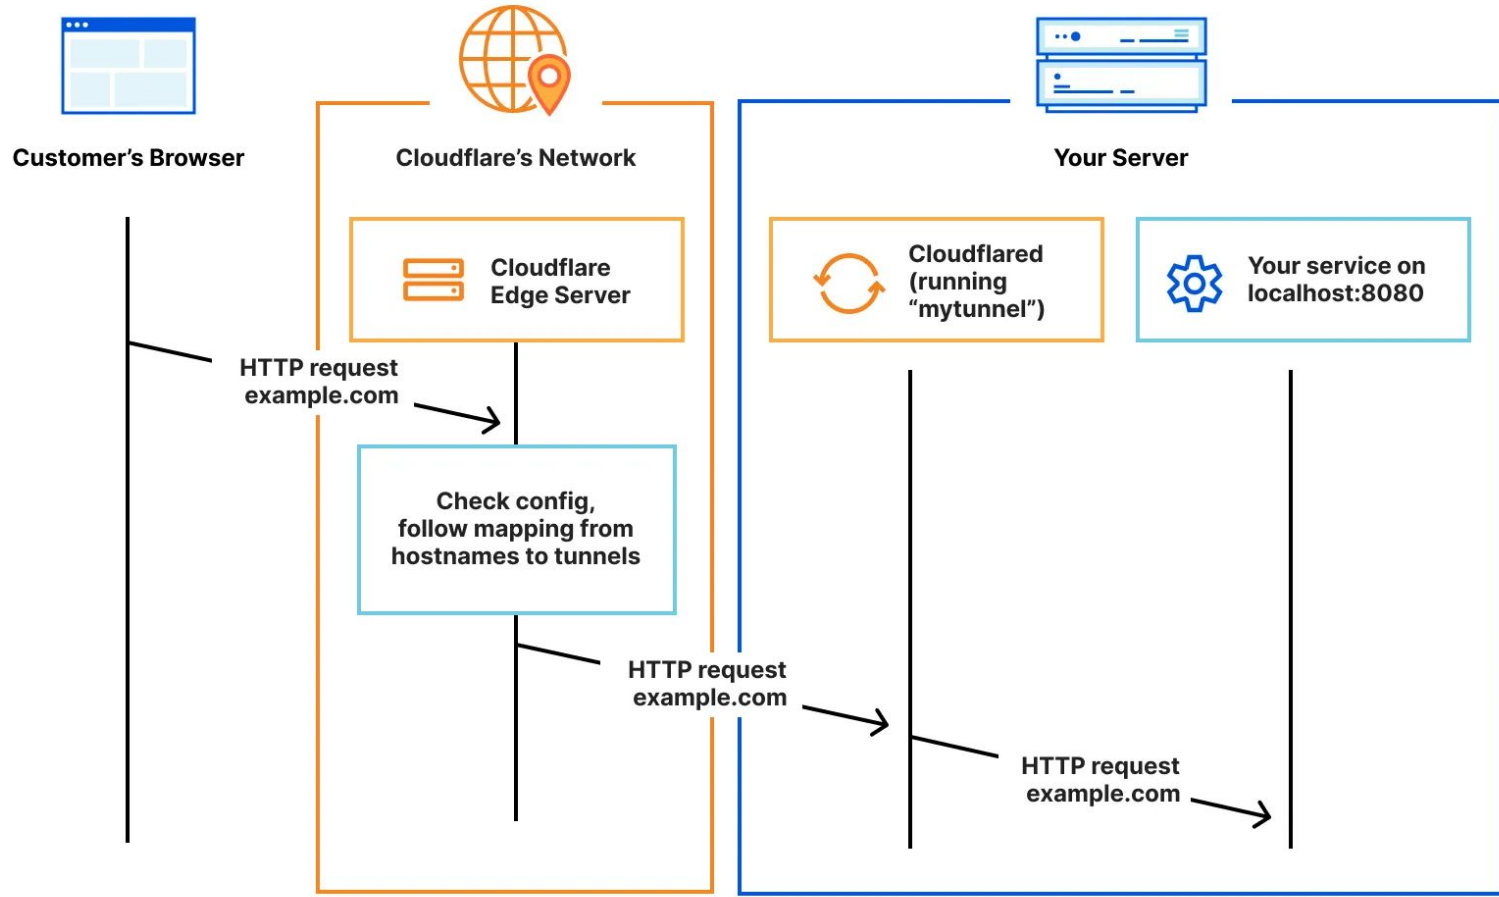 Customer’s Browser
Cloudflare’s Network
Your Server
Cloudflare
Edge Server
Cloudflared
(running
“mytunnel”)
Your service on
localhost:8080
HTTP request
example.com
Check config,
follow mapping from
hostnames to tunnels
HTTP request
example.com
HTTP request
example.com